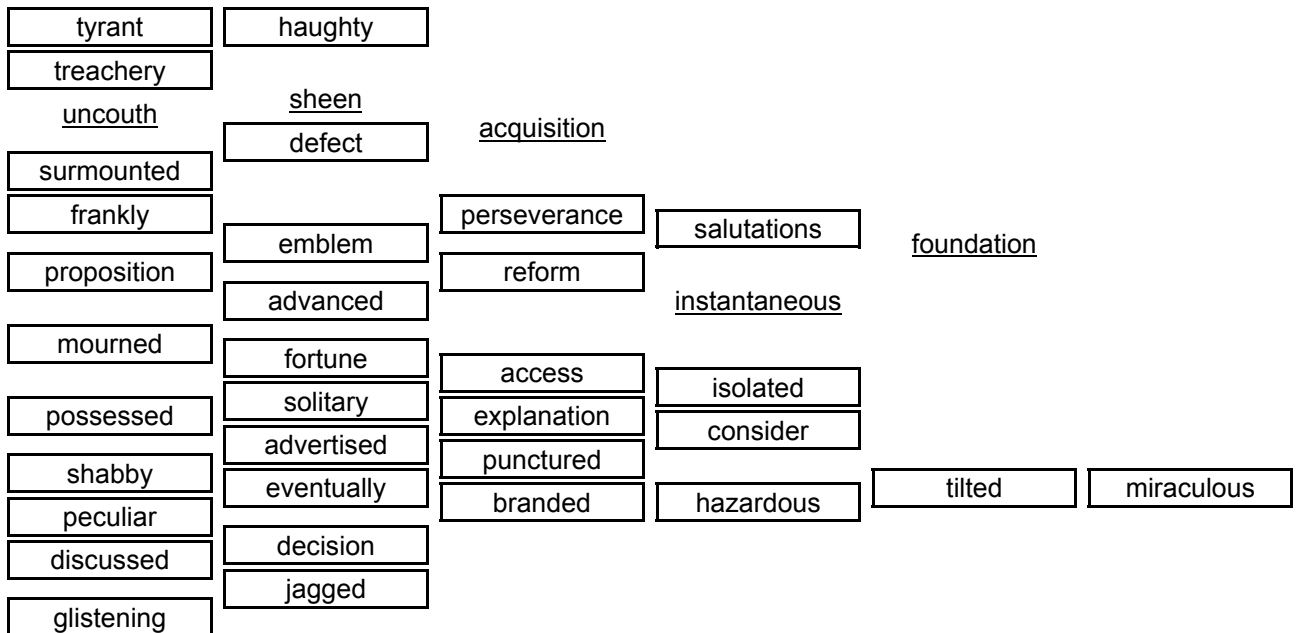 tyrant haughty
treachery
sheen
uncouth
acquisition
defect
surmounted
frankly perseverance
salutations
emblem foundation
proposition reform
advanced instantaneous
mourned
fortune
access
isolated
solitary
possessed explanation
consider
advertised
punctured
shabby
eventually tilted miraculous
branded hazardous
peculiar
decision
discussed
jagged
glistening